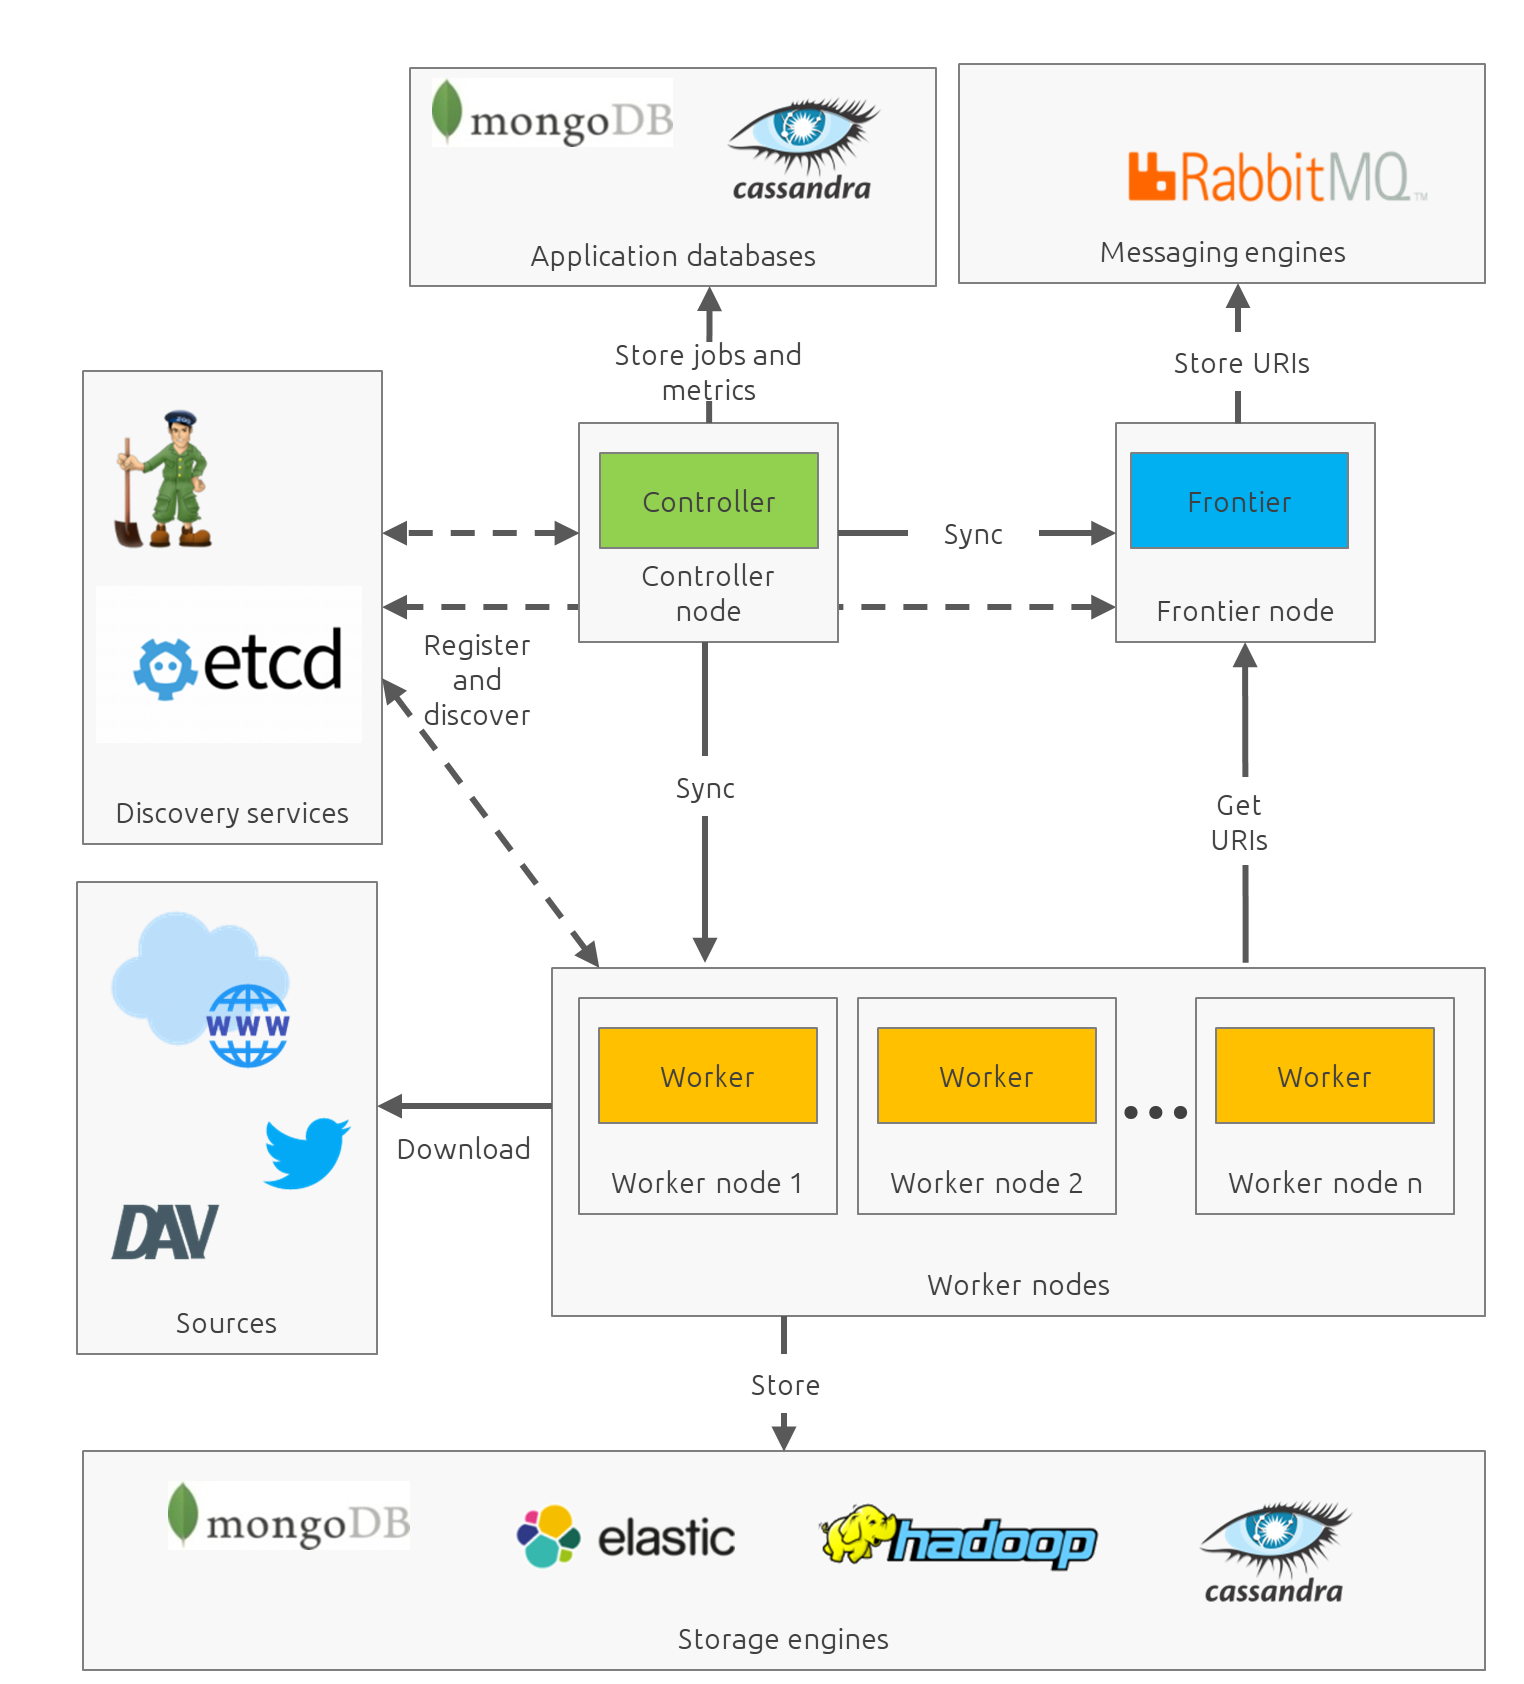 mongoDB
cassandra
Application databases
RabbitMQ™
Messaging engines
Store jobs and
metrics
Store URIs
Controller
Controller
node
Sync
Frontier
Frontier node
etcd
Discovery services
Register
and
discover
Sync
Get
URIs
WWW
DAV
Sources
Download
Worker
Worker node 1
Worker
Worker node 2
Worker
Worker node n
Worker nodes
Store
mongoDB
elastic
hadoop
cassandra
Storage engines